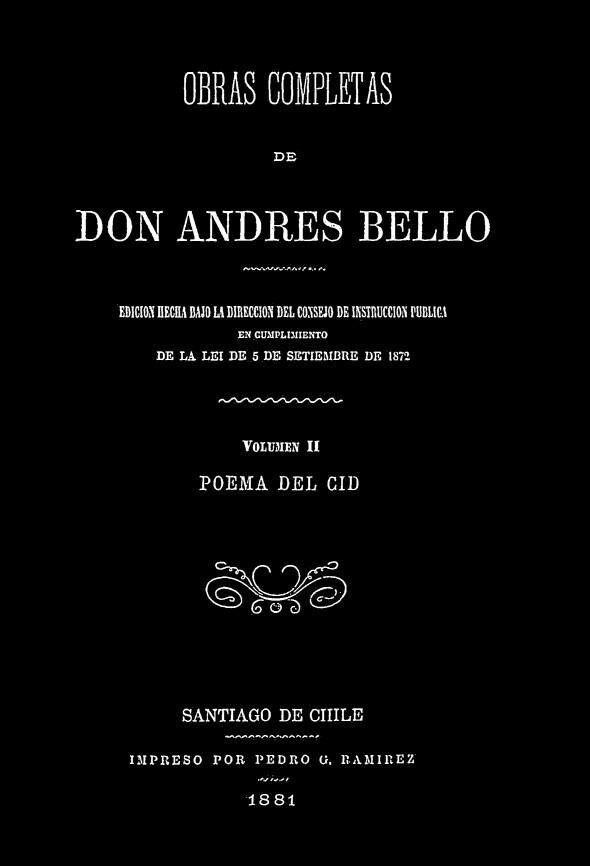 OBRAS COMPLETAS
DE
DON ANDRES BELLO
EDICION HECHA BAJO LA DIRECCION DEL CONSEJO DE INSTRUCCION PUBLICA
EN CUMPLIMIENTO
DE LA LEI DE 5 DE SETIEMBRE DE 1872
VOLUMEN II
POEMA DEL CID
SANTIAGO DE CHILE
IMPRESO POR PEDRO G. RAMIREZ
1881